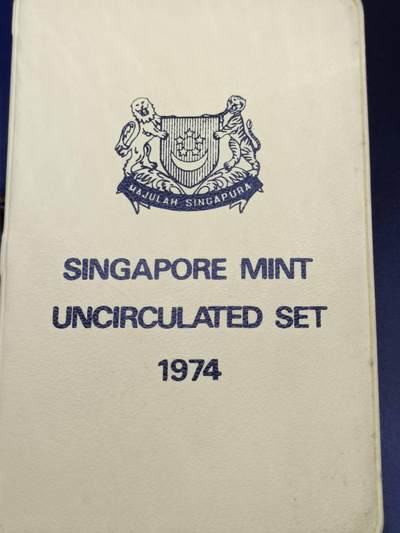 MAJULAH SINGAPURA
SINGAPORE MINT
UNCIRCULATED SET
1974